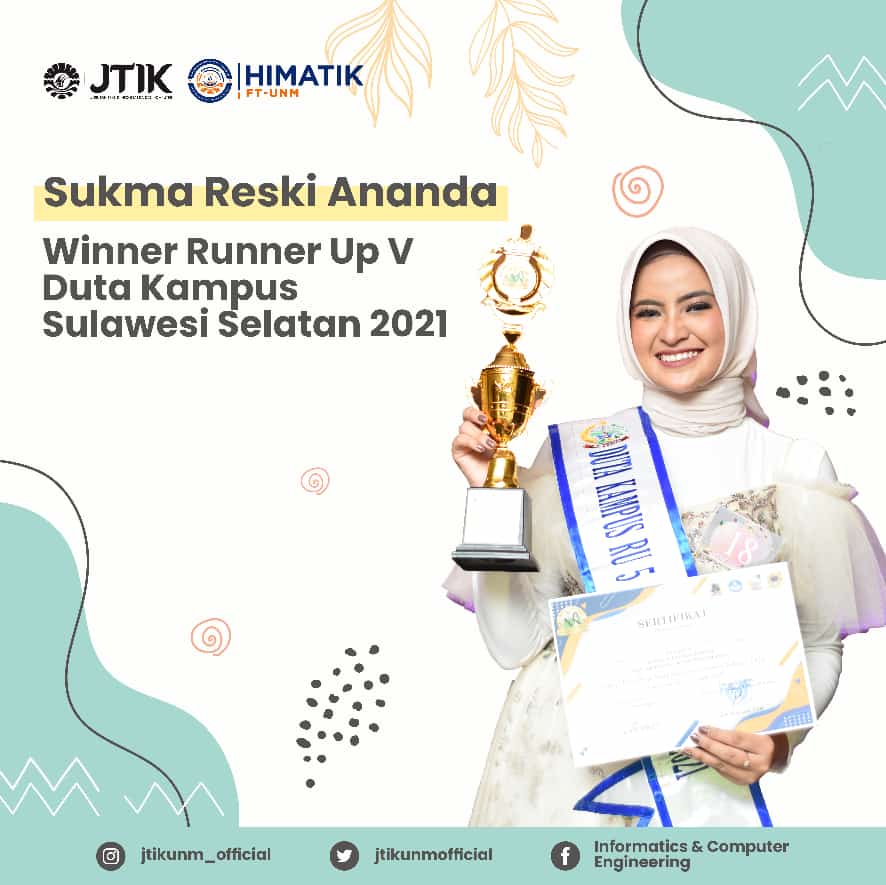 JTIK
HIMATIK
FT-UNM
Sukma Reski Ananda
Winner Runner Up V
Duta Kampus
Sulawesi Selatan 2021
DUTA KAMPUS RU 5
18
SERTIFIKAT
jtikunm_official
jtikunmofficial
Informatics & Computer
Engineering